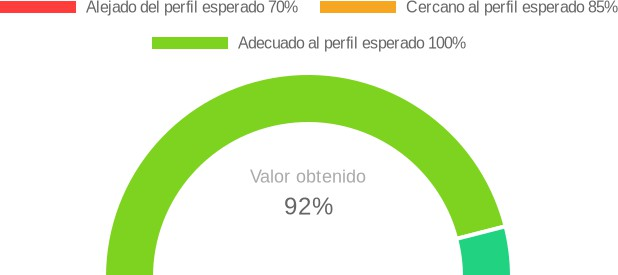 Alejado del perfil esperado 70% Cercano al perfil esperado 85%
Adecuado al perfil esperado 100%
Valor obtenido
92%